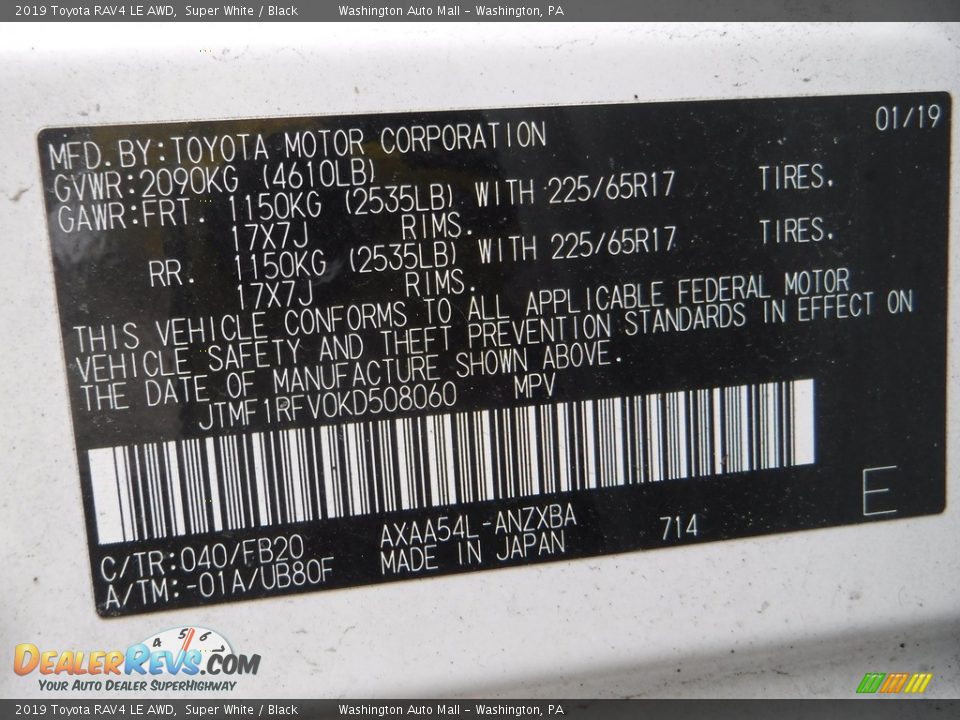 2019 Toyota RAV4 LE AWD, Super White / Black Washington Auto Mall - Washington, PA
01/19
MFD. BY: TOYOTA MOTOR CORPORATION
GVWR: 2090KG (4610LB)
GAWR: FRT. 1150KG (2535LB) WITH 225/65R17 TIRES.
17X7J RIMS.
RR. 1150KG (2535LB) WITH 225/65R17 TIRES.
17X7J RIMS.
THIS VEHICLE CONFORMS TO ALL APPLICABLE FEDERAL MOTOR
VEHICLE SAFETY AND THEFT PREVENTION STANDARDS IN EFFECT ON
THE DATE OF MANUFACTURE SHOWN ABOVE.
JTMF1RFV0KD508060 MPV
E
C/TR: 040/FB20 AXAA54L-ANZXBA 714
A/TM: -01A/UB80F MADE IN JAPAN
4 5 6
DEALERREVS.COM
YOUR AUTO DEALER SUPERHIGHWAY
2019 Toyota RAV4 LE AWD, Super White / Black Washington Auto Mall - Washington, PA